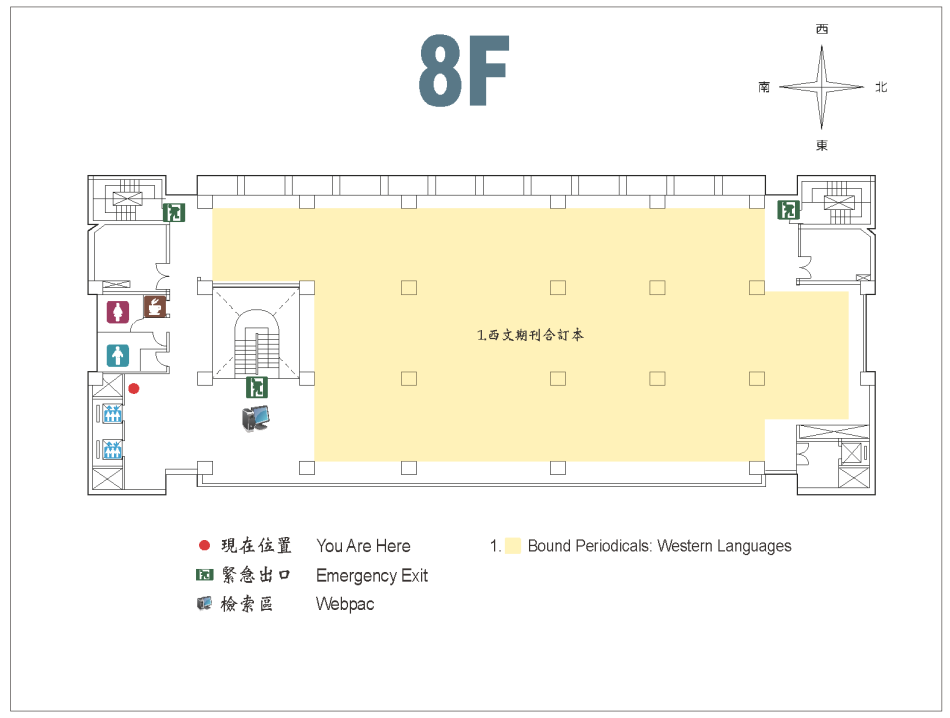 8F
西
南
北
東
1.西文期刊合訂本
現在位置 You Are Here
緊急出口 Emergency Exit
檢索區 Webpac
1. Bound Periodicals: Western Languages